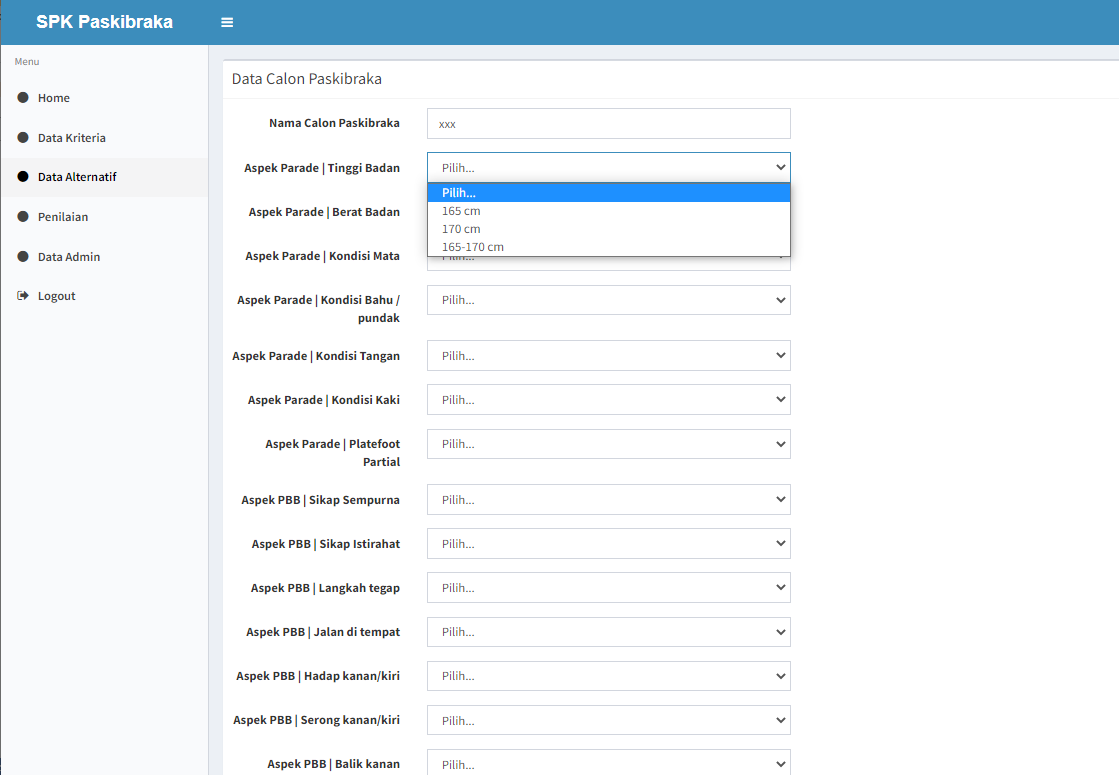 SPK Paskibraka
Menu
Home
Data Kriteria
Data Alternatif
Penilaian
Data Admin
Logout
Data Calon Paskibraka
Nama Calon Paskibraka
xxx
Aspek Parade | Tinggi Badan
Pilih...
Pilih...
165 cm
170 cm
165-170 cm
Aspek Parade | Berat Badan
Aspek Parade | Kondisi Mata
Pilih...
Aspek Parade | Kondisi Bahu /
pundak
Pilih...
Aspek Parade | Kondisi Tangan
Pilih...
Aspek Parade | Kondisi Kaki
Pilih...
Aspek Parade | Platefoot
Partial
Pilih...
Aspek PBB | Sikap Sempurna
Pilih...
Aspek PBB | Sikap Istirahat
Pilih...
Aspek PBB | Langkah tegap
Pilih...
Aspek PBB | Jalan di tempat
Pilih...
Aspek PBB | Hadap kanan/kiri
Pilih...
Aspek PBB | Serong kanan/kiri
Pilih...
Aspek PBB | Balik kanan
Pilih...